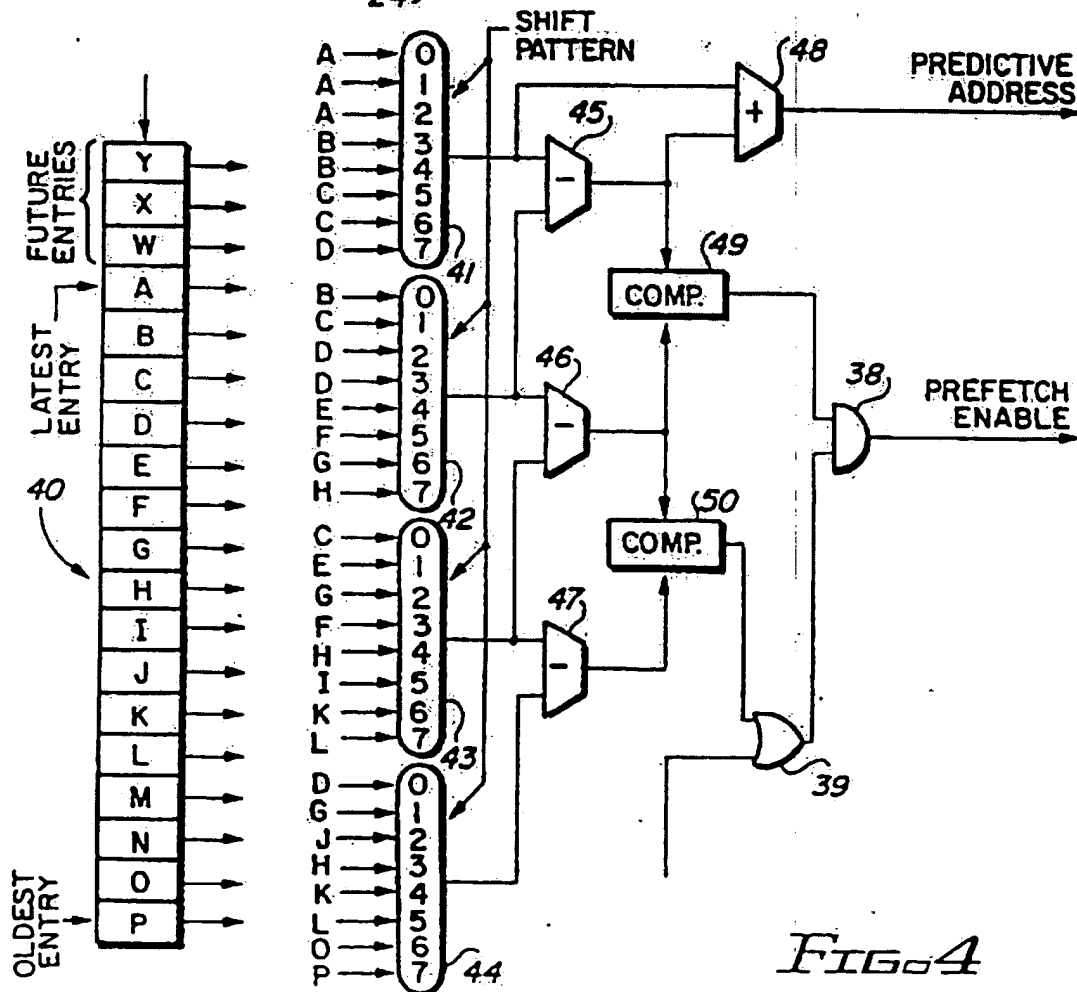 24
SHIFT
PATTERN
FUTURE
ENTRIES
LATEST
ENTRY
OLDEST
ENTRY
40
Y
X
W
A
B
C
D
E
F
G
H
I
J
K
L
M
N
O
P
A 0
A 1
A 2
B 3
B 4
C 5
C 6
D 7
41
B 0
C 1
D 2
D 3
E 4
F 5
G 6
H 7
42
C 0
E 1
G 2
F 3
H 4
I 5
K 6
L 7
43
D 0
G 1
J 2
H 3
K 4
L 5
O 6
P 7
44
45
−
46
−
47
−
48
+
PREDICTIVE
ADDRESS
49
COMP.
50
COMP.
38
PREFETCH
ENABLE
39
FIG. 4